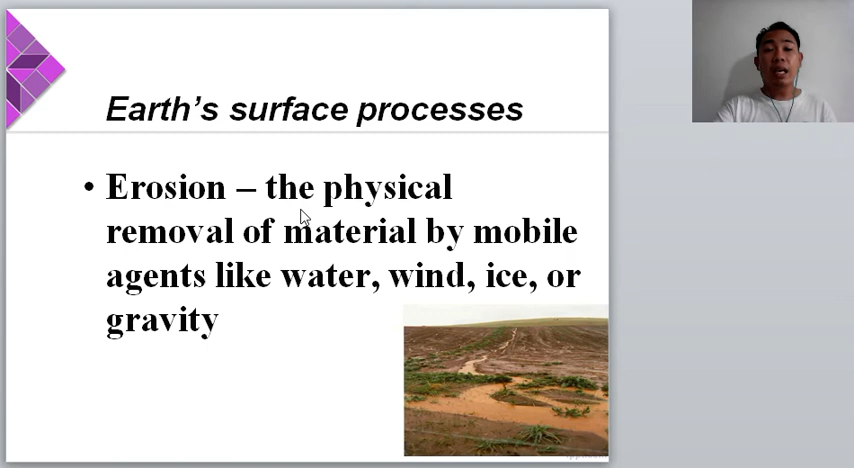 Earth’s surface processes
• Erosion – the physical
removal of material by mobile
agents like water, wind, ice, or
gravity